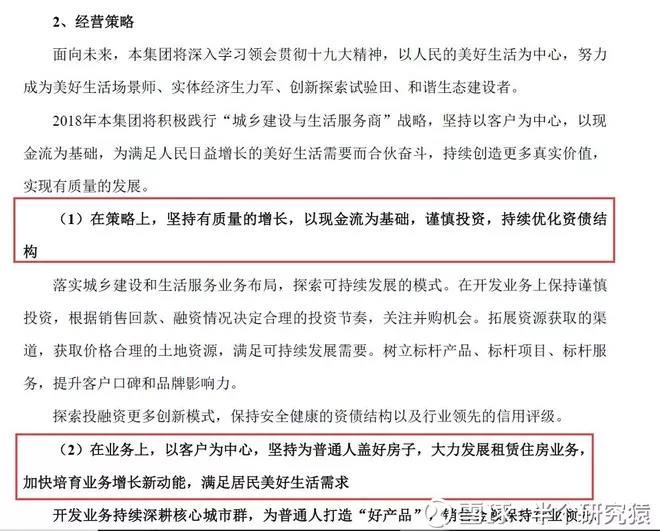 2、经营策略
面向未来，本集团将深入学习领会贯彻十九大精神，以人民的美好生活为中心，努力
成为美好生活场景师、实体经济生力军、创新探索试验田、和谐生态建设者。
2018年本集团将积极践行“城乡建设与生活服务商”战略，坚持以客户为中心，以现
金流为基础，为满足人民日益增长的美好生活需要而合伙奋斗，持续创造更多真实价值，
实现有质量的发展。
（1）在策略上，坚持有质量的增长，以现金流为基础，谨慎投资，持续优化资债结
构
落实城乡建设和生活服务业务布局，探索可持续发展的模式。在开发业务上保持谨慎
投资，根据销售回款、融资情况决定合理的投资节奏，关注并购机会。拓展资源获取的渠
道，获取价格合理的土地资源，满足可持续发展需要。树立标杆产品、标杆项目、标杆服
务，提升客户口碑和品牌影响力。
探索投融资更多创新模式，保持安全健康的资债结构以及行业领先的信用评级。
（2）在业务上，以客户为中心，坚持为普通人盖好房子，大力发展租赁住房业务，
加快培育业务增长新动能，满足居民美好生活需求
开发业务持续深耕核心城市群，为普通人打造“好产品”，销
雪球：半个研究猿